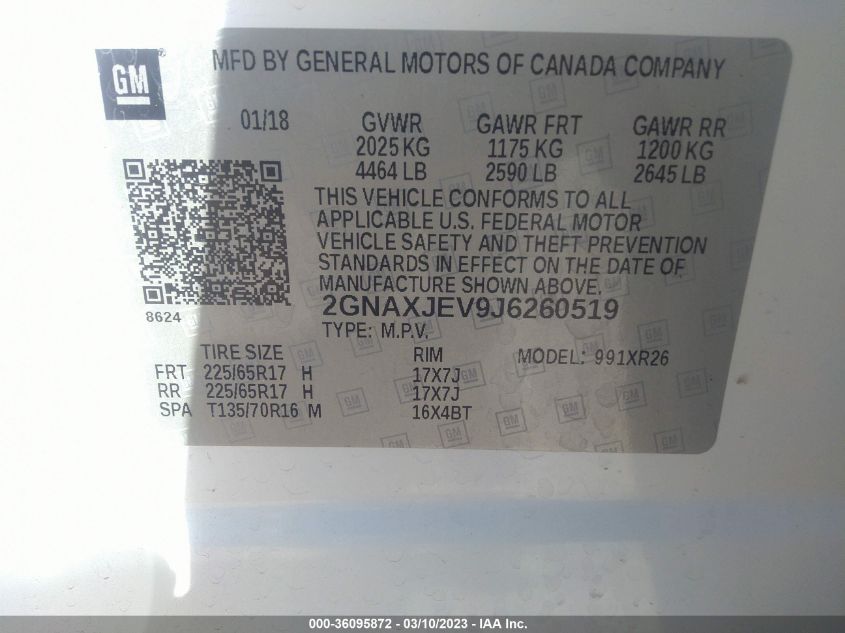 GM
MFD BY GENERAL MOTORS OF CANADA COMPANY
01/18 GVWR GAWR FRT GAWR RR
2025 KG 1175 KG 1200 KG
4464 LB 2590 LB 2645 LB
THIS VEHICLE CONFORMS TO ALL
APPLICABLE U.S. FEDERAL MOTOR
VEHICLE SAFETY AND THEFT PREVENTION
STANDARDS IN EFFECT ON THE DATE OF
MANUFACTURE SHOWN ABOVE.
8624 2GNAXJEV9J6260519
TYPE: M.P.V.
TIRE SIZE RIM MODEL: 991XR26
FRT 225/65R17 H 17X7J
RR 225/65R17 H 17X7J
SPA T135/70R16 M 16X4BT
000-36095872 - 03/10/2023 - IAA Inc.